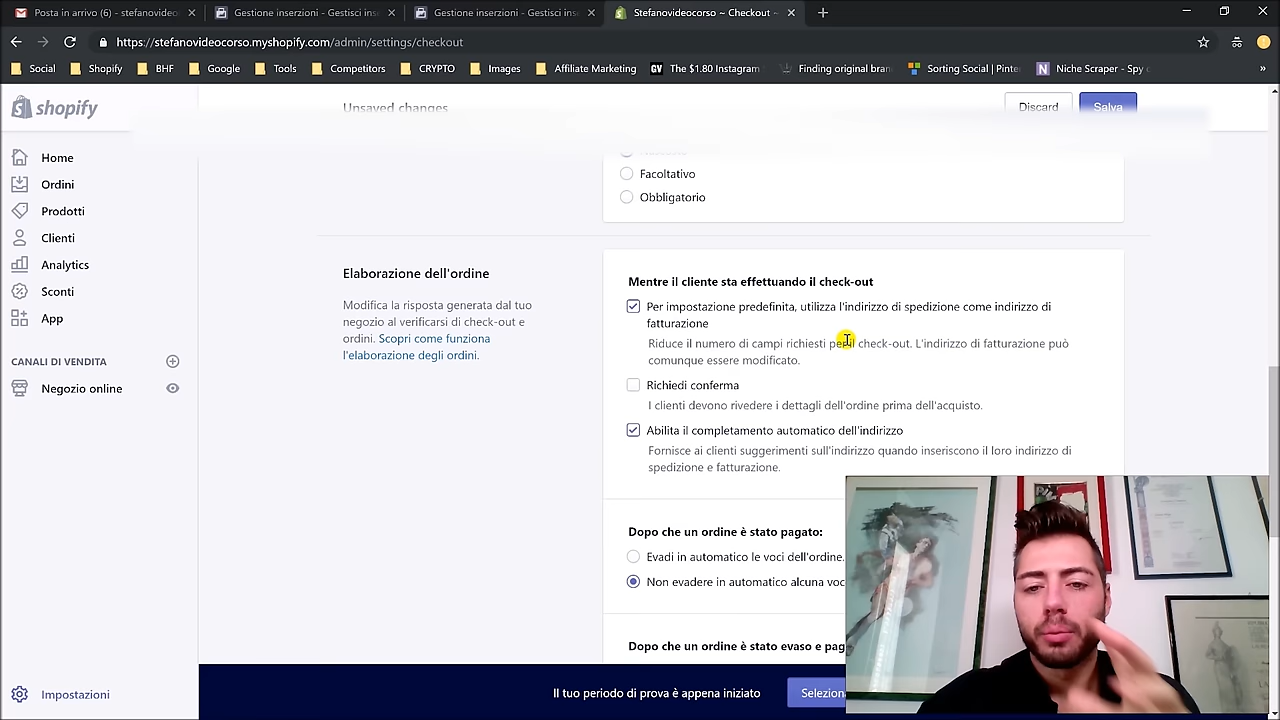 Posta in arrivo (6) - stefanovideo
Gestione inserzioni - Gestisci ins
Gestione inserzioni - Gestisci ins
Stefanovideocorso ~ Checkout ~
https://stefanovideocorso.myshopify.com/admin/settings/checkout
Social
Shopify
BHF
Google
Tools
Competitors
CRYPTO
Images
Affiliate Marketing
GV The $1.80 Instagram
Finding original bran
Sorting Social | Pinte
N Niche Scraper - Spy c
»
shopify
Unsaved changes
Discard
Salva
Home
Ordini
Prodotti
Clienti
Analytics
Sconti
App
CANALI DI VENDITA
Negozio online
Impostazioni
Facoltativo
Obbligatorio
Elaborazione dell'ordine
Modifica la risposta generata dal tuo
negozio al verificarsi di check-out e
ordini. Scopri come funziona
l'elaborazione degli ordini.
Mentre il cliente sta effettuando il check-out
Per impostazione predefinita, utilizza l'indirizzo di spedizione come indirizzo di
fatturazione
Riduce il numero di campi richiesti per il check-out. L'indirizzo di fatturazione può
comunque essere modificato.
Richiedi conferma
I clienti devono rivedere i dettagli dell'ordine prima dell'acquisto.
Abilita il completamento automatico dell'indirizzo
Fornisce ai clienti suggerimenti sull'indirizzo quando inseriscono il loro indirizzo di
spedizione e fatturazione.
Dopo che un ordine è stato pagato:
Evadi in automatico le voci dell'ordine.
Non evadere in automatico alcuna voc
Dopo che un ordine è stato evaso e pag
Il tuo periodo di prova è appena iniziato
Selezion